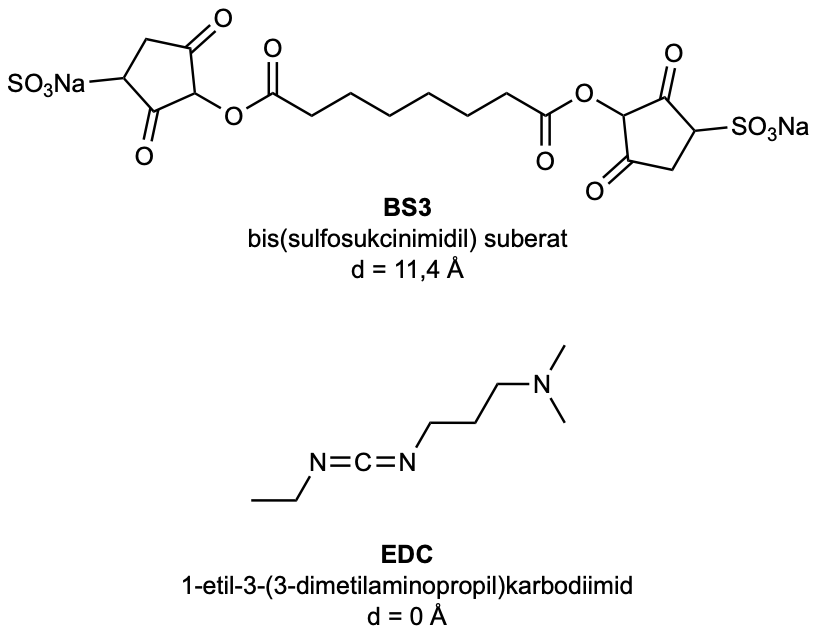 O
O
O
SO₃Na
O
O
SO₃Na
O
O
O
BS3
bis(sulfosukcinimidil) suberat
d = 11,4 Å
N
N=C=N
EDC
1-etil-3-(3-dimetilaminopropil)karbodiimid
d = 0 Å